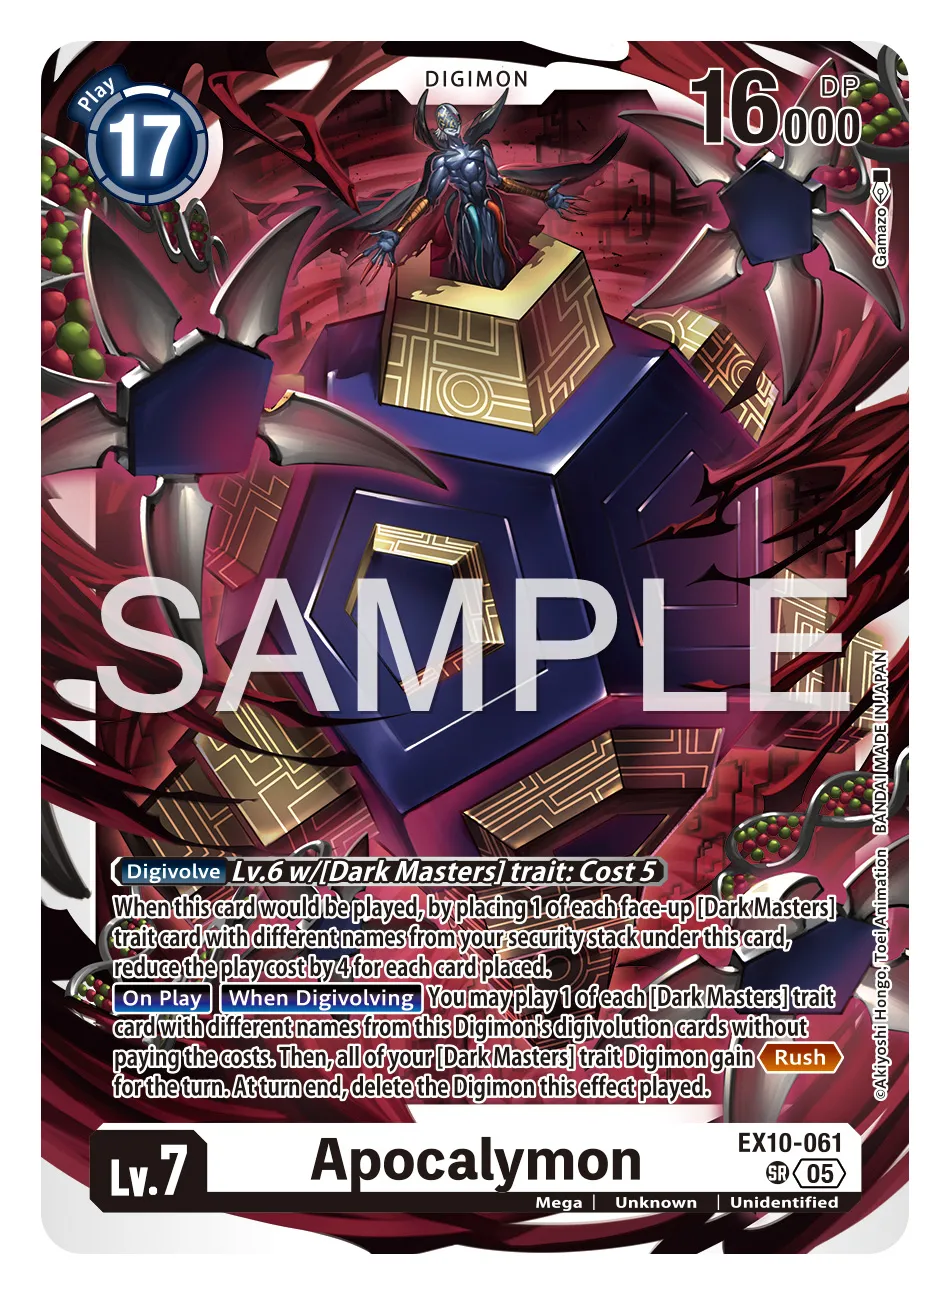 DIGIMON
Play
17
DP
16000
Gamazo
SAMPLE
Digivolve Lv.6 w/[Dark Masters] trait: Cost 5
When this card would be played, by placing 1 of each face-up [Dark Masters]
trait card with different names from your security stack under this card,
reduce the play cost by 4 for each card placed.
On Play When Digivolving You may play 1 of each [Dark Masters] trait
card with different names from this Digimon's digivolution cards without
paying the costs. Then, all of your [Dark Masters] trait Digimon gain Rush
for the turn. At turn end, delete the Digimon this effect played.
©Akiyoshi Hongo, Toei Animation BANDAI MADE IN JAPAN
Lv.7
Apocalymon
EX10-061
SR 05
Mega | Unknown | Unidentified